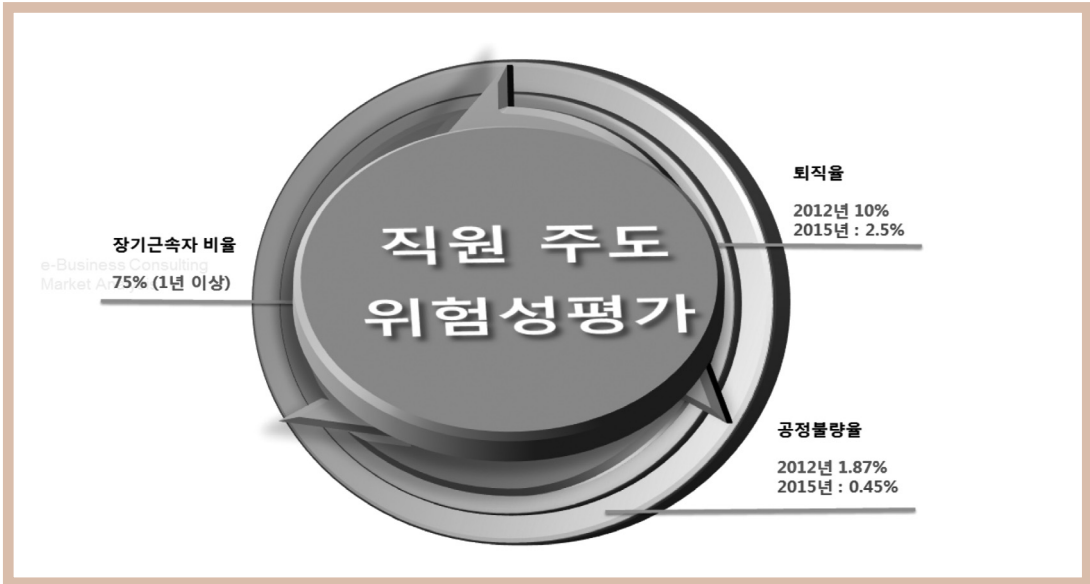 직원 주도
위험성평가
장기근속자 비율
75% (1년 이상)
e-Business Consulting
Market
퇴직율
2012년 10%
2015년 : 2.5%
공정불량율
2012년 1.87%
2015년 : 0.45%